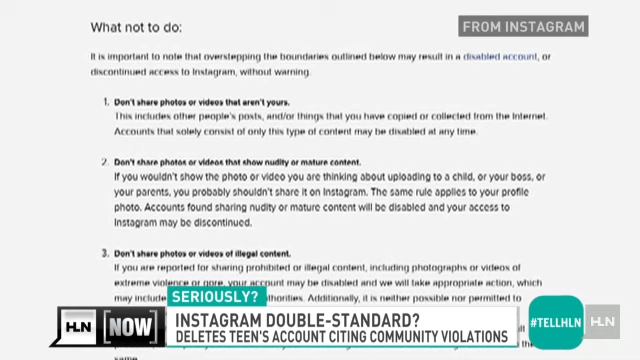 FROM INSTAGRAM
What not to do:
It is important to note that overstepping the boundaries outlined below may result in a disabled account, or
discontinued access to Instagram, without warning.
1. Don't share photos or videos that aren't yours.
This includes other people's posts, and/or things that you have copied or collected from the Internet.
Accounts that solely consist of only this type of content may be disabled at any time.
2. Don't share photos or videos that show nudity or mature content.
If you wouldn't show the photo or video you are thinking about uploading to a child, or your boss, or
your parents, you probably shouldn't share it on Instagram. The same rule applies to your profile
photo. Accounts found sharing nudity or mature content will be disabled and your access to
Instagram may be discontinued.
3. Don't share photos or videos of illegal content.
If you are reported for sharing prohibited or illegal content, including photographs or videos of
extreme violence or gore, your account may be disabled and we will take appropriate action, which
may include
Additionally, it is neither possible nor permitted to
SERIOUSLY?
HLN NOW
INSTAGRAM DOUBLE-STANDARD?
DELETES TEEN'S ACCOUNT CITING COMMUNITY VIOLATIONS
#TELLHLN
HLN